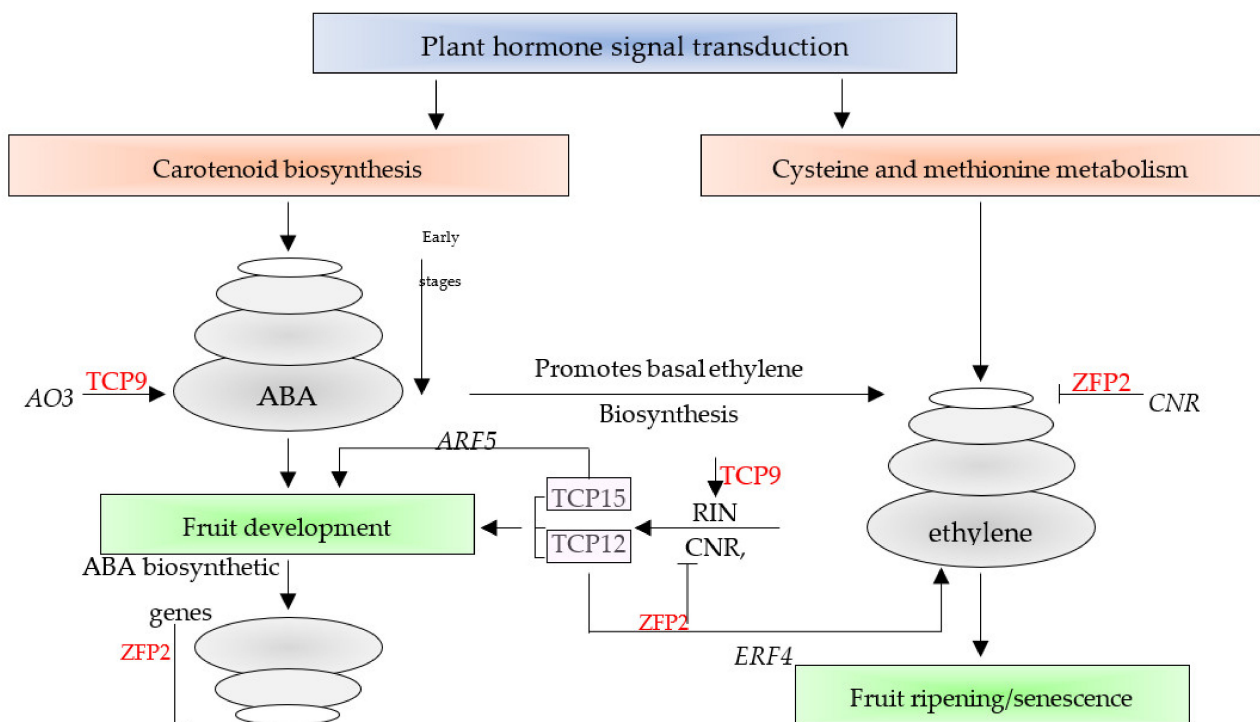 Plant hormone signal transduction
Carotenoid biosynthesis
Cysteine and methionine metabolism
Early
stages
AO3
TCP9
ABA
Promotes basal ethylene
Biosynthesis
ZFP2
CNR
ARF5
TCP9
TCP15
TCP12
RIN
CNR,
Fruit development
ethylene
ABA biosynthetic
genes
ZFP2
ZFP2
ERF4
Fruit ripening/senescence